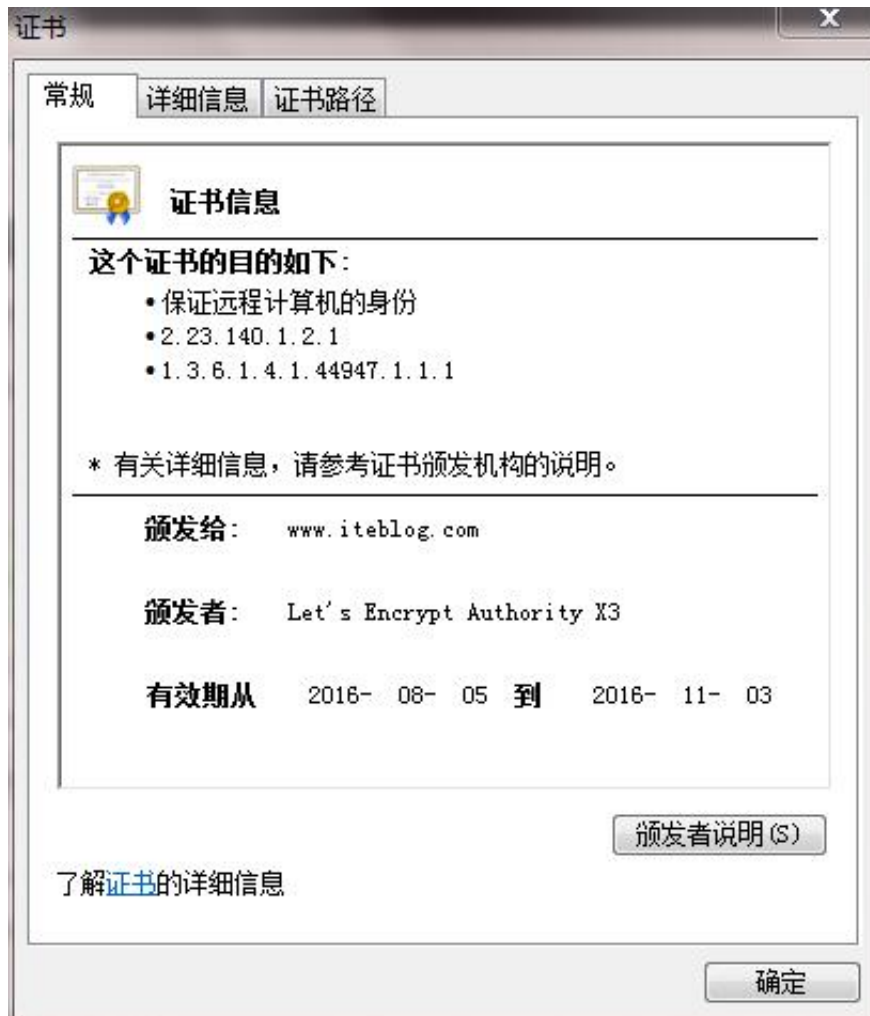 证书
常规 详细信息 证书路径
证书信息
这个证书的目的如下:
•保证远程计算机的身份
•2.23.140.1.2.1
•1.3.6.1.4.1.44947.1.1.1
* 有关详细信息，请参考证书颁发机构的说明。
颁发给: www.iteblog.com
颁发者: Let's Encrypt Authority X3
有效期从 2016- 08- 05 到 2016- 11- 03
颁发者说明(S)
了解证书的详细信息
确定